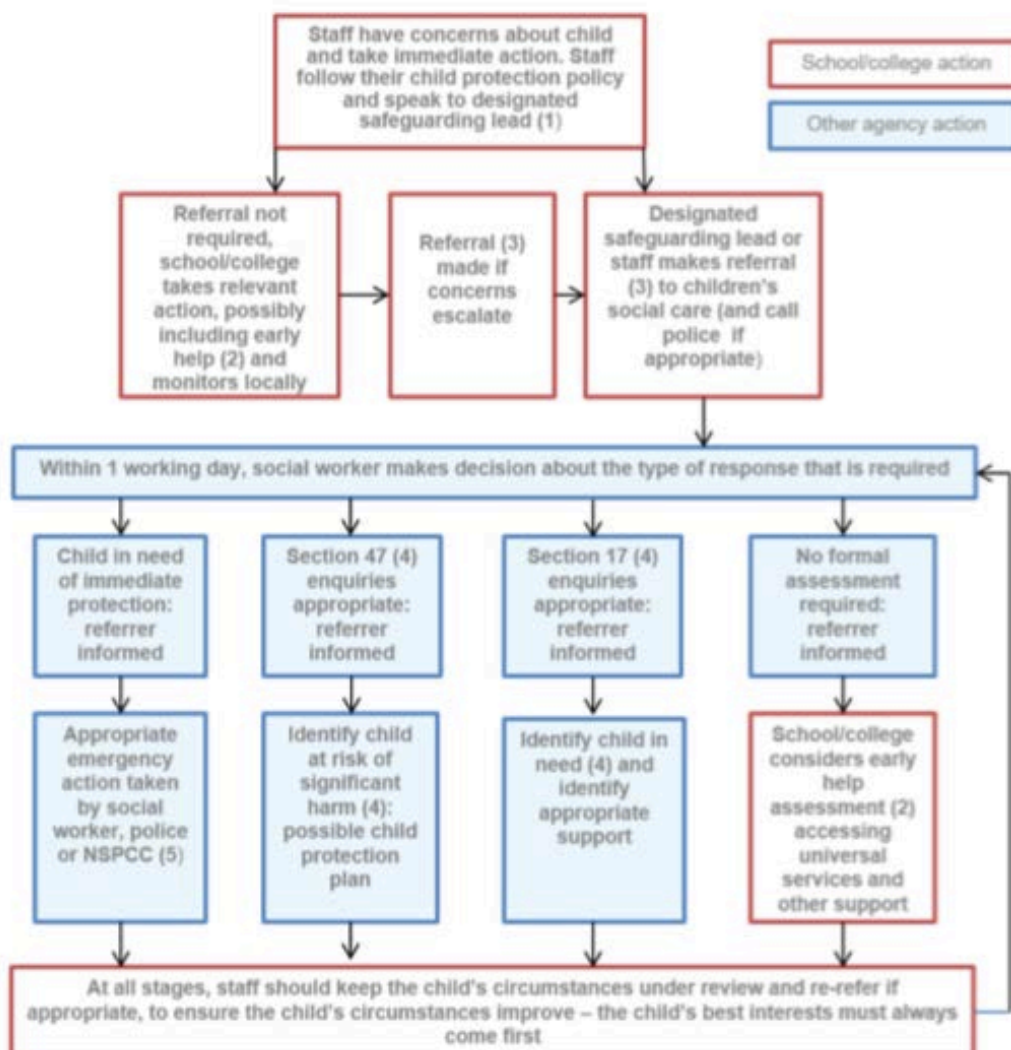 Staff have concerns about child
and take immediate action. Staff
follow their child protection policy
and speak to designated
safeguarding lead (1)
School/college action
Other agency action
Referral not
required,
school/college
takes relevant
action, possibly
including early
help (2) and
monitors locally
Referral (3)
made if
concerns
escalate
Designated
safeguarding lead or
staff makes referral
(3) to children's
social care (and call
police if
appropriate)
Within 1 working day, social worker makes decision about the type of response that is required
Child in need
of immediate
protection:
referrer
informed
Section 47 (4)
enquiries
appropriate:
referrer
informed
Section 17 (4)
enquiries
appropriate:
referrer
informed
No formal
assessment
required:
referrer
informed
Appropriate
emergency
action taken
by social
worker, police
or NSPCC (5)
Identify child
at risk of
significant
harm (4):
possible child
protection
plan
Identify child in
need (4) and
identify
appropriate
support
School/college
considers early
help
assessment (2)
accessing
universal
services and
other support
At all stages, staff should keep the child's circumstances under review and re-refer if
appropriate, to ensure the child's circumstances improve – the child's best interests must always
come first